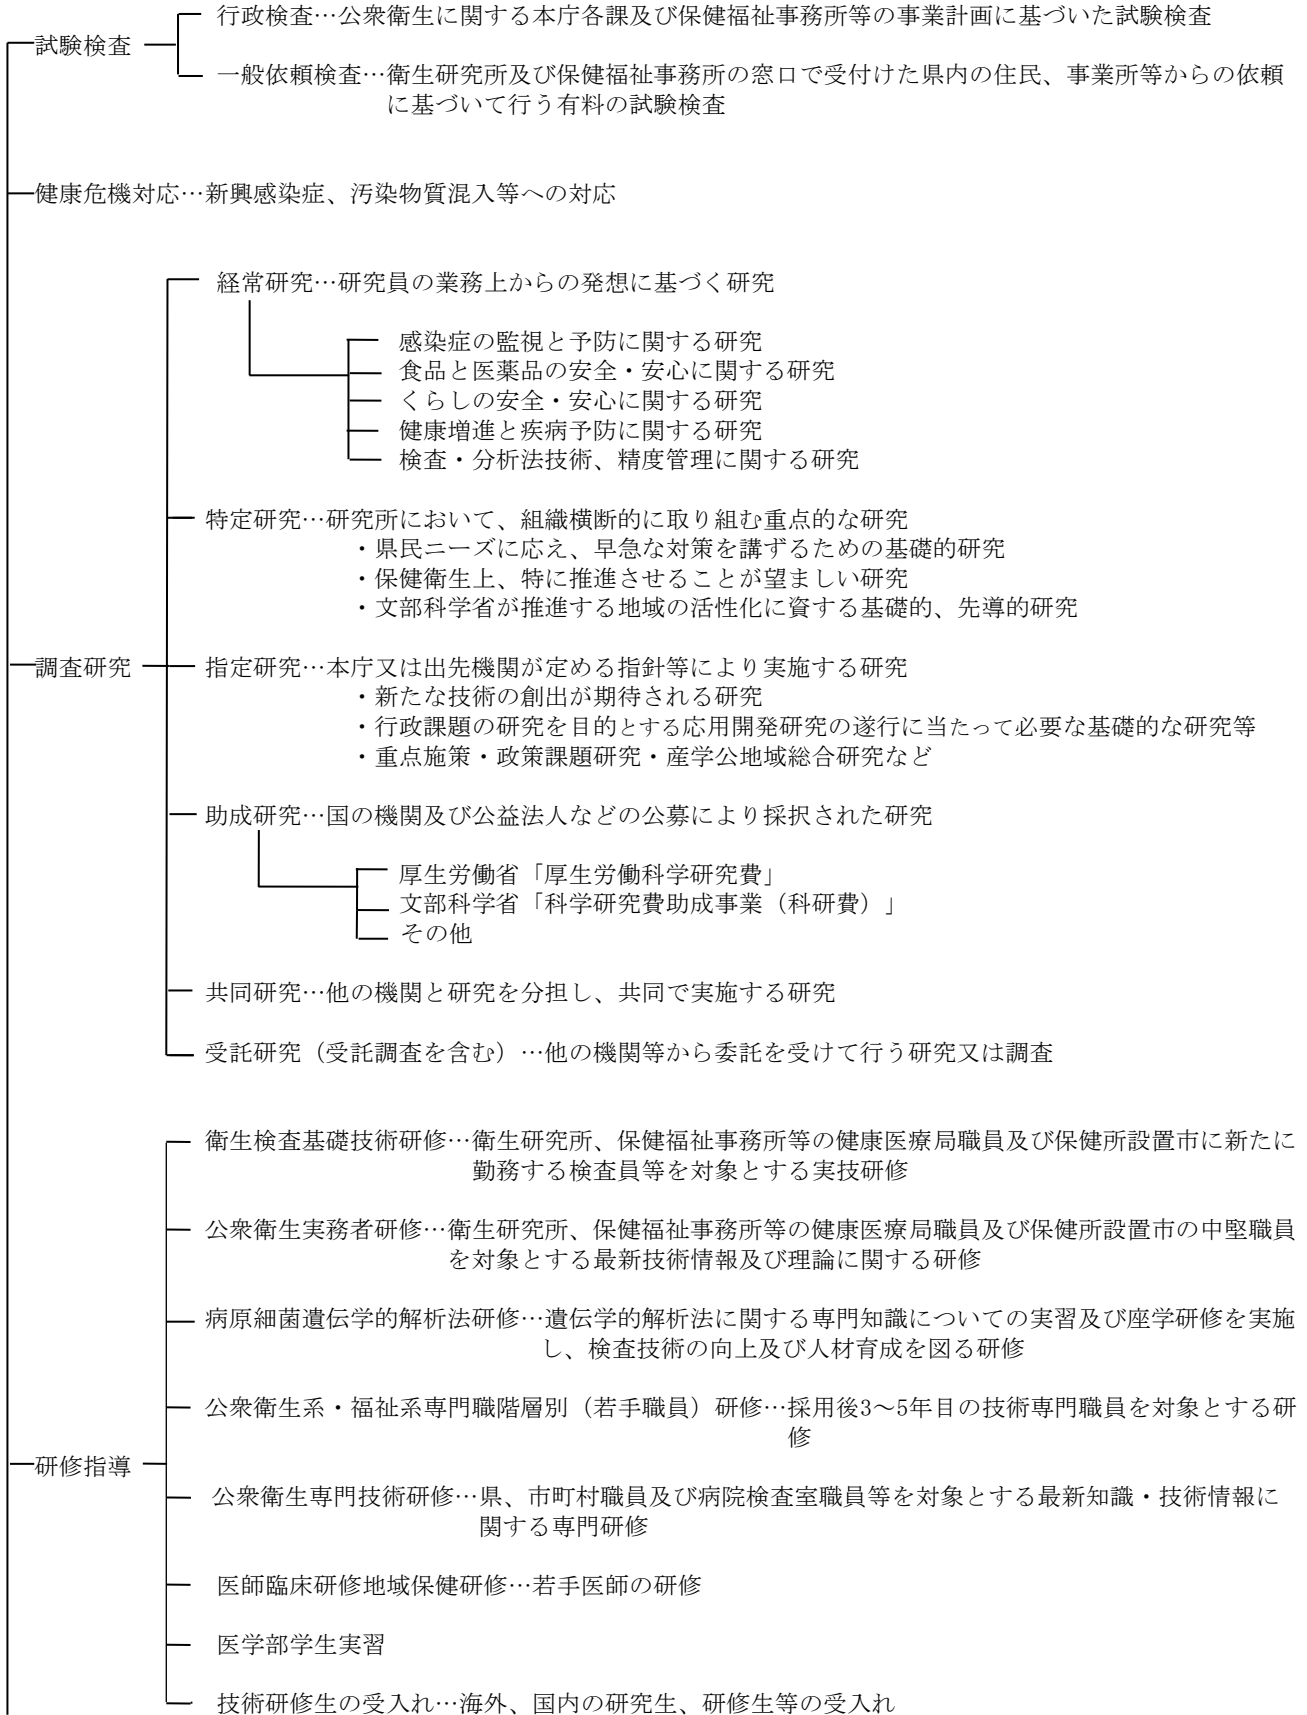 行政検査…公衆衛生に関する本庁各課及び保健福祉事務所等の事業計画に基づいた試験検査
試験検査
一般依頼検査…衛生研究所及び保健福祉事務所の窓口で受付けた県内の住民、事業所等からの依頼
に基づいて行う有料の試験検査
健康危機対応…新興感染症、汚染物質混入等への対応
経常研究…研究員の業務上からの発想に基づく研究
感染症の監視と予防に関する研究
食品と医薬品の安全・安心に関する研究
くらしの安全・安心に関する研究
健康増進と疾病予防に関する研究
検査・分析法技術、精度管理に関する研究
特定研究…研究所において、組織横断的に取り組む重点的な研究
・県民ニーズに応え、早急な対策を講ずるための基礎的研究
・保健衛生上、特に推進させることが望ましい研究
・文部科学省が推進する地域の活性化に資する基礎的、先導的研究
調査研究
指定研究…本庁又は出先機関が定める指針等により実施する研究
・新たな技術の創出が期待される研究
・行政課題の研究を目的とする応用開発研究の遂行に当たって必要な基礎的な研究等
・重点施策・政策課題研究・産学公地域総合研究など
助成研究…国の機関及び公益法人などの公募により採択された研究
厚生労働省「厚生労働科学研究費」
文部科学省「科学研究費助成事業（科研費）」
その他
共同研究…他の機関と研究を分担し、共同で実施する研究
受託研究（受託調査を含む）…他の機関等から委託を受けて行う研究又は調査
衛生検査基礎技術研修…衛生研究所、保健福祉事務所等の健康医療局職員及び保健所設置市に新たに
勤務する検査員等を対象とする実技研修
公衆衛生実務者研修…衛生研究所、保健福祉事務所等の健康医療局職員及び保健所設置市の中堅職員
を対象とする最新技術情報及び理論に関する研修
病原細菌遺伝学的解析法研修…遺伝学的解析法に関する専門知識についての実習及び座学研修を実施
し、検査技術の向上及び人材育成を図る研修
公衆衛生系・福祉系専門職階層別（若手職員）研修…採用後3～5年目の技術専門職員を対象とする研
修
研修指導
公衆衛生専門技術研修…県、市町村職員及び病院検査室職員等を対象とする最新知識・技術情報に
関する専門研修
医師臨床研修地域保健研修…若手医師の研修
医学部学生実習
技術研修生の受入れ…海外、国内の研究生、研修生等の受入れ